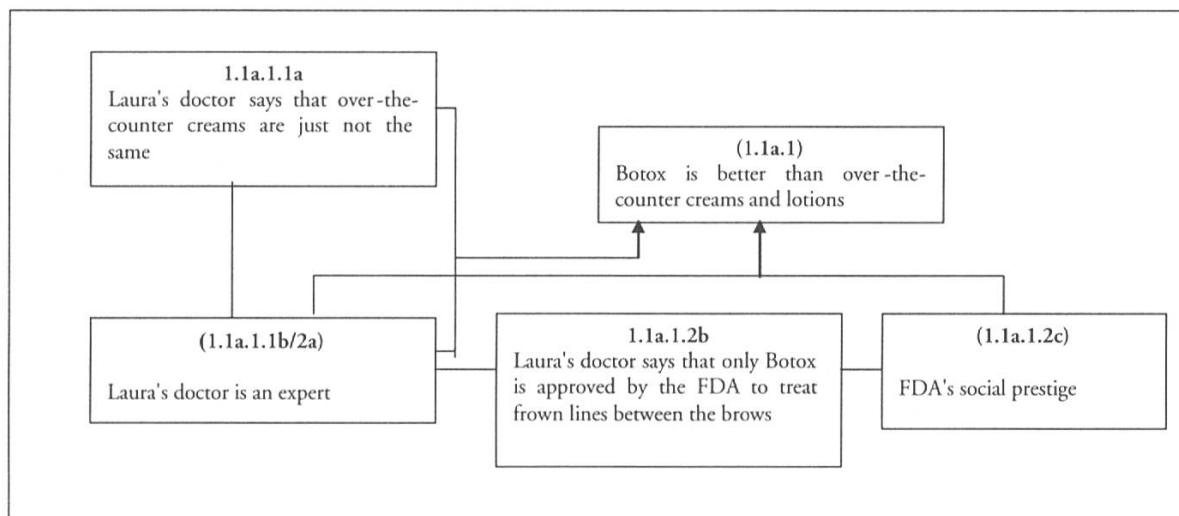 1.1a.1.1a
Laura's doctor says that over-the-
counter creams are just not the
same
(1.1a.1)
Botox is better than over-the-
counter creams and lotions
(1.1a.1.1b/2a)
Laura's doctor is an expert
1.1a.1.2b
Laura's doctor says that only Botox
is approved by the FDA to treat
frown lines between the brows
(1.1a.1.2c)
FDA's social prestige